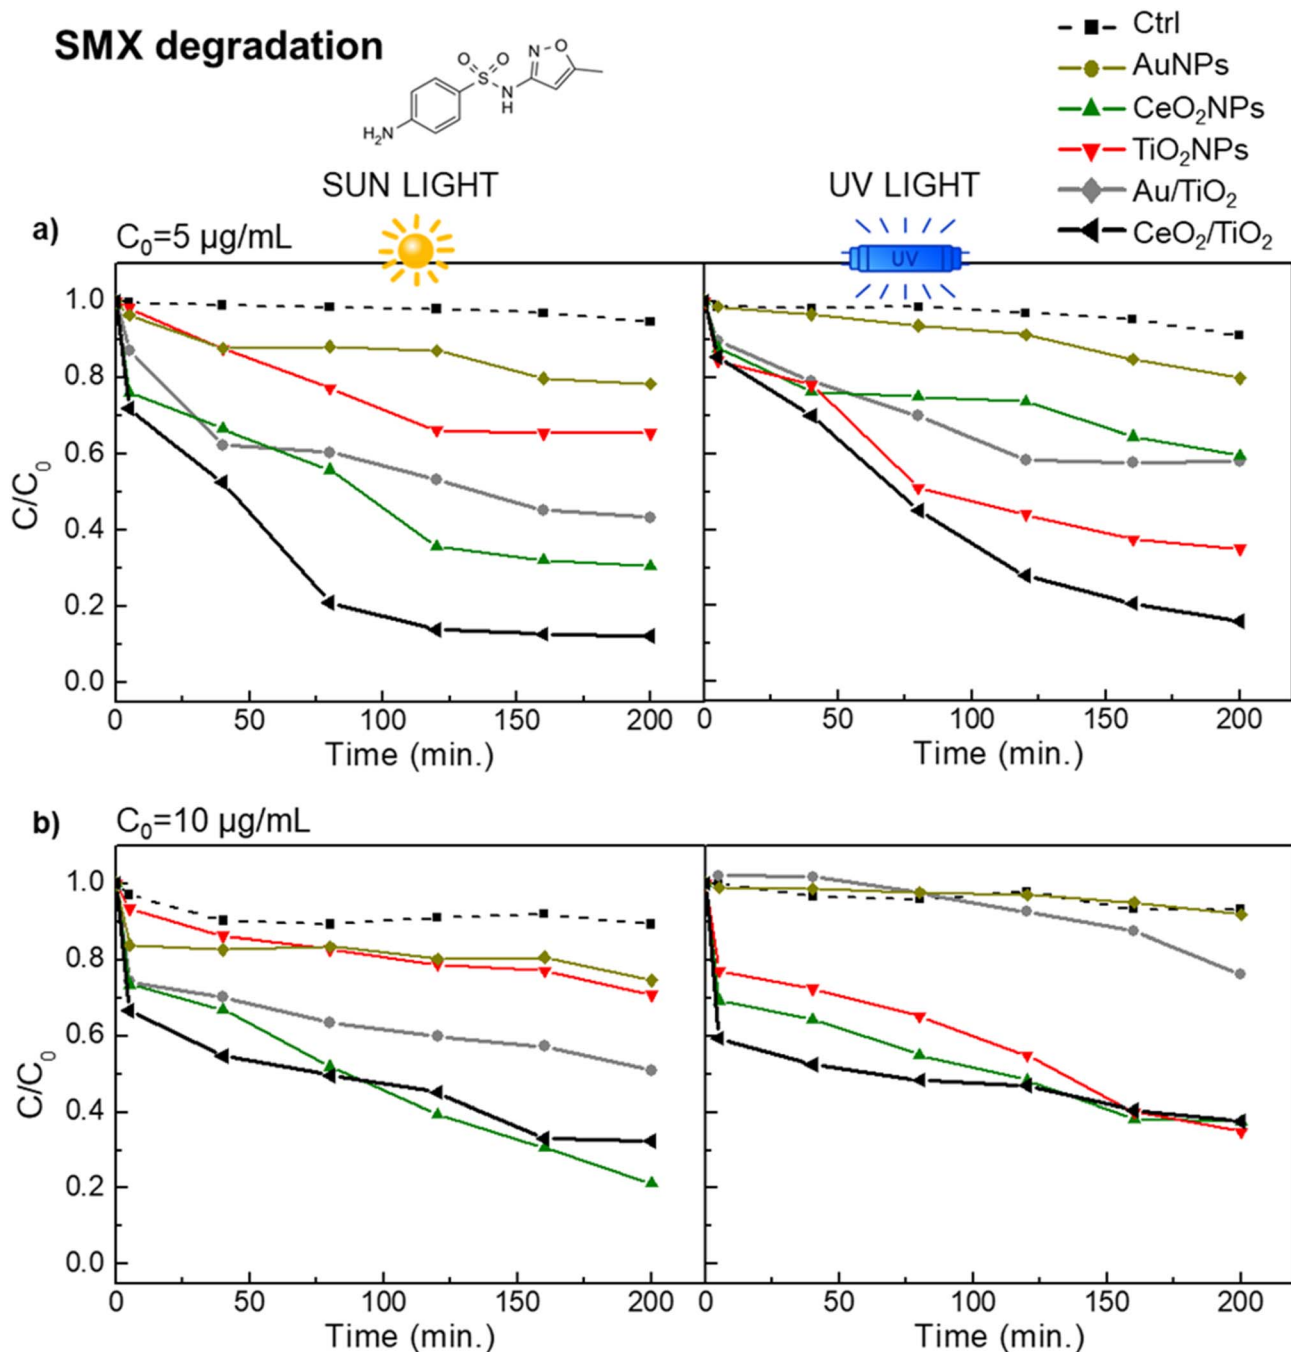 SMX degradation
O O
S
N
H
N O
H₂N
Ctrl
AuNPs
CeO₂NPs
TiO₂NPs
Au/TiO₂
CeO₂/TiO₂
SUN LIGHT
UV LIGHT
a) C₀=5 µg/mL
UV
C/C₀
1.0
0.8
0.6
0.4
0.2
0.0
0 50 100 150 200
0 50 100 150 200
Time (min.)
Time (min.)
b) C₀=10 µg/mL
C/C₀
1.0
0.8
0.6
0.4
0.2
0.0
0 50 100 150 200
0 50 100 150 200
Time (min.)
Time (min.)